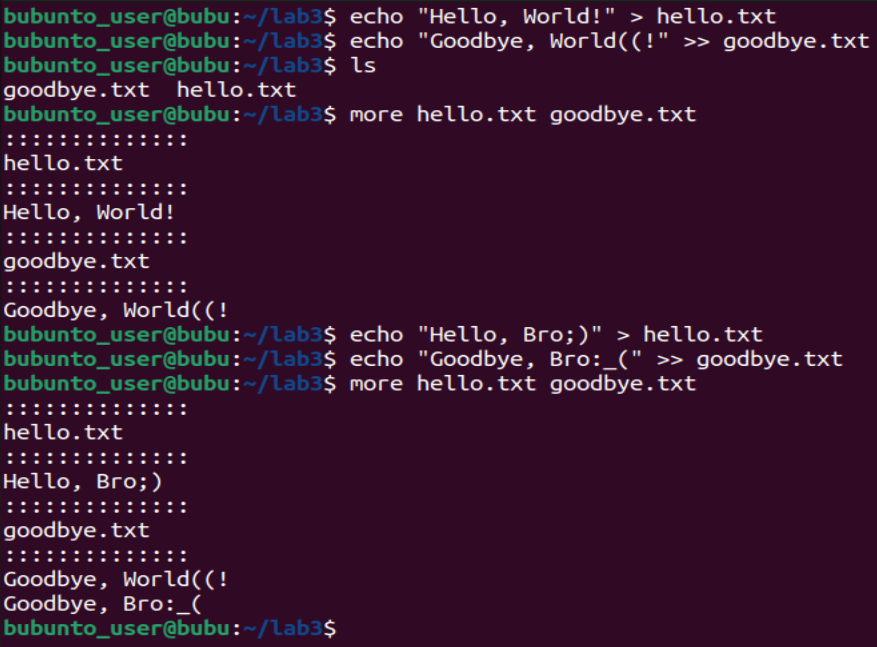 bubunto_user@bubu:~/lab3$ echo "Hello, World!" > hello.txt
bubunto_user@bubu:~/lab3$ echo "Goodbye, World((!" >> goodbye.txt
bubunto_user@bubu:~/lab3$ ls
goodbye.txt  hello.txt
bubunto_user@bubu:~/lab3$ more hello.txt goodbye.txt
::::::::::::::
hello.txt
::::::::::::::
Hello, World!
::::::::::::::
goodbye.txt
::::::::::::::
Goodbye, World((!
bubunto_user@bubu:~/lab3$ echo "Hello, Bro;)" > hello.txt
bubunto_user@bubu:~/lab3$ echo "Goodbye, Bro:_(" >> goodbye.txt
bubunto_user@bubu:~/lab3$ more hello.txt goodbye.txt
::::::::::::::
hello.txt
::::::::::::::
Hello, Bro;)
::::::::::::::
goodbye.txt
::::::::::::::
Goodbye, World((!
Goodbye, Bro:_(
bubunto_user@bubu:~/lab3$